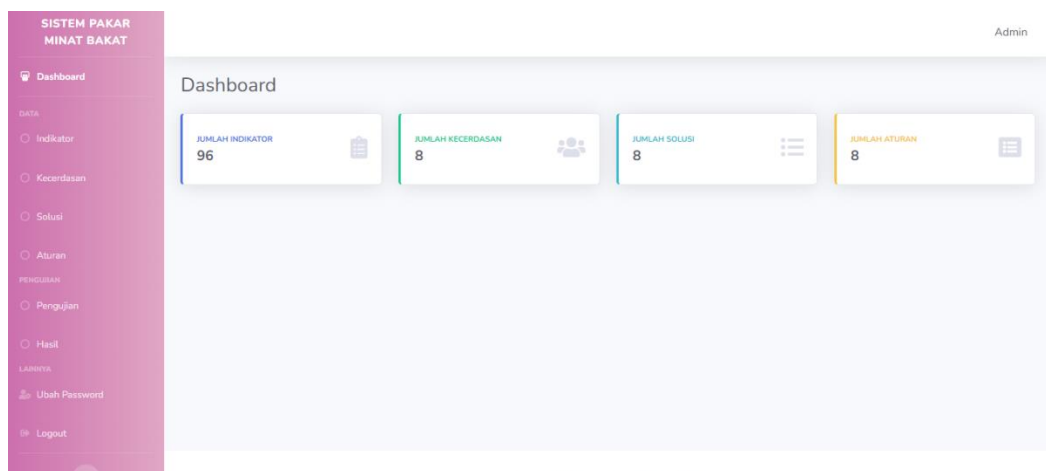 SISTEM PAKAR
MINAT BAKAT
Dashboard
DATA
Indikator
Kecerdasan
Solusi
Aturan
PENGUJIAN
Pengujian
Hasil
LAINNYA
Ubah Password
Logout
Admin
Dashboard
JUMLAH INDIKATOR
96
JUMLAH KECERDASAN
8
JUMLAH SOLUSI
8
JUMLAH ATURAN
8